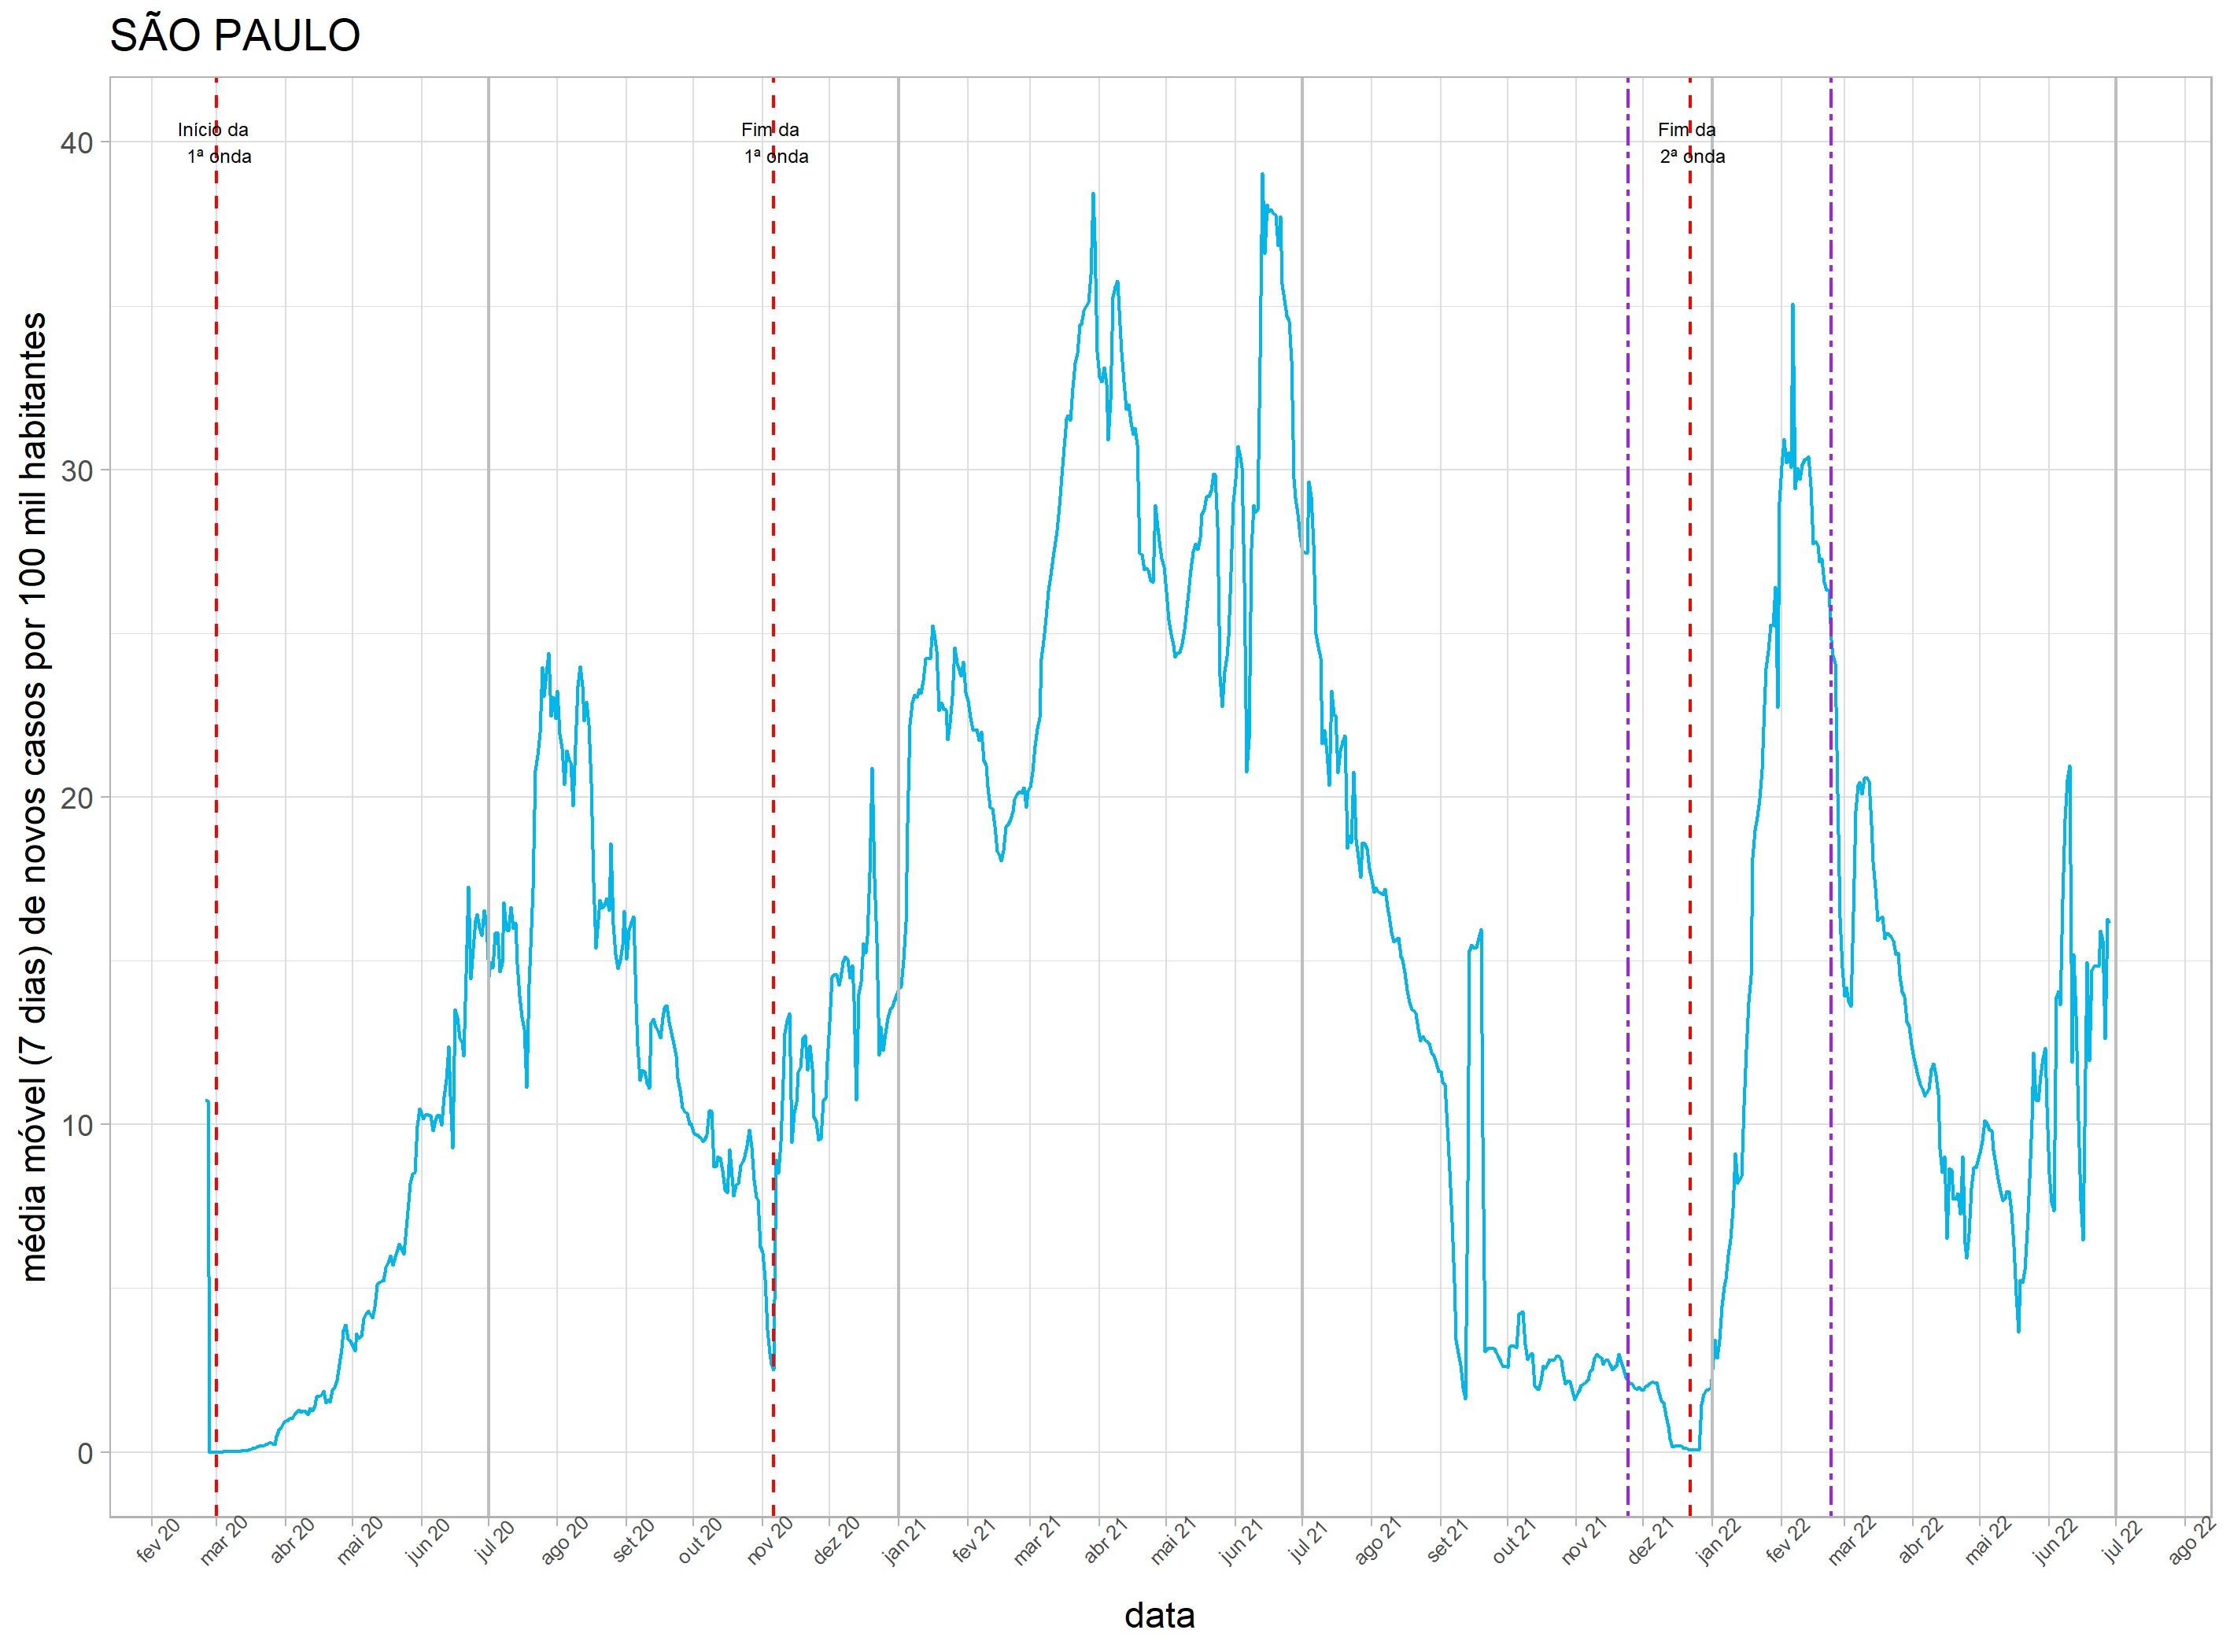 SÃO PAULO
média móvel (7 dias) de novos casos por 100 mil habitantes
40
30
20
10
0
Início da
1ª onda
Fim da
1ª onda
Fim da
2ª onda
fev 20
mar 20
abr 20
mai 20
jun 20
jul 20
ago 20
set 20
out 20
nov 20
dez 20
jan 21
fev 21
mar 21
abr 21
mai 21
jun 21
jul 21
ago 21
set 21
out 21
nov 21
dez 21
jan 22
fev 22
mar 22
abr 22
mai 22
jun 22
jul 22
ago 22
data